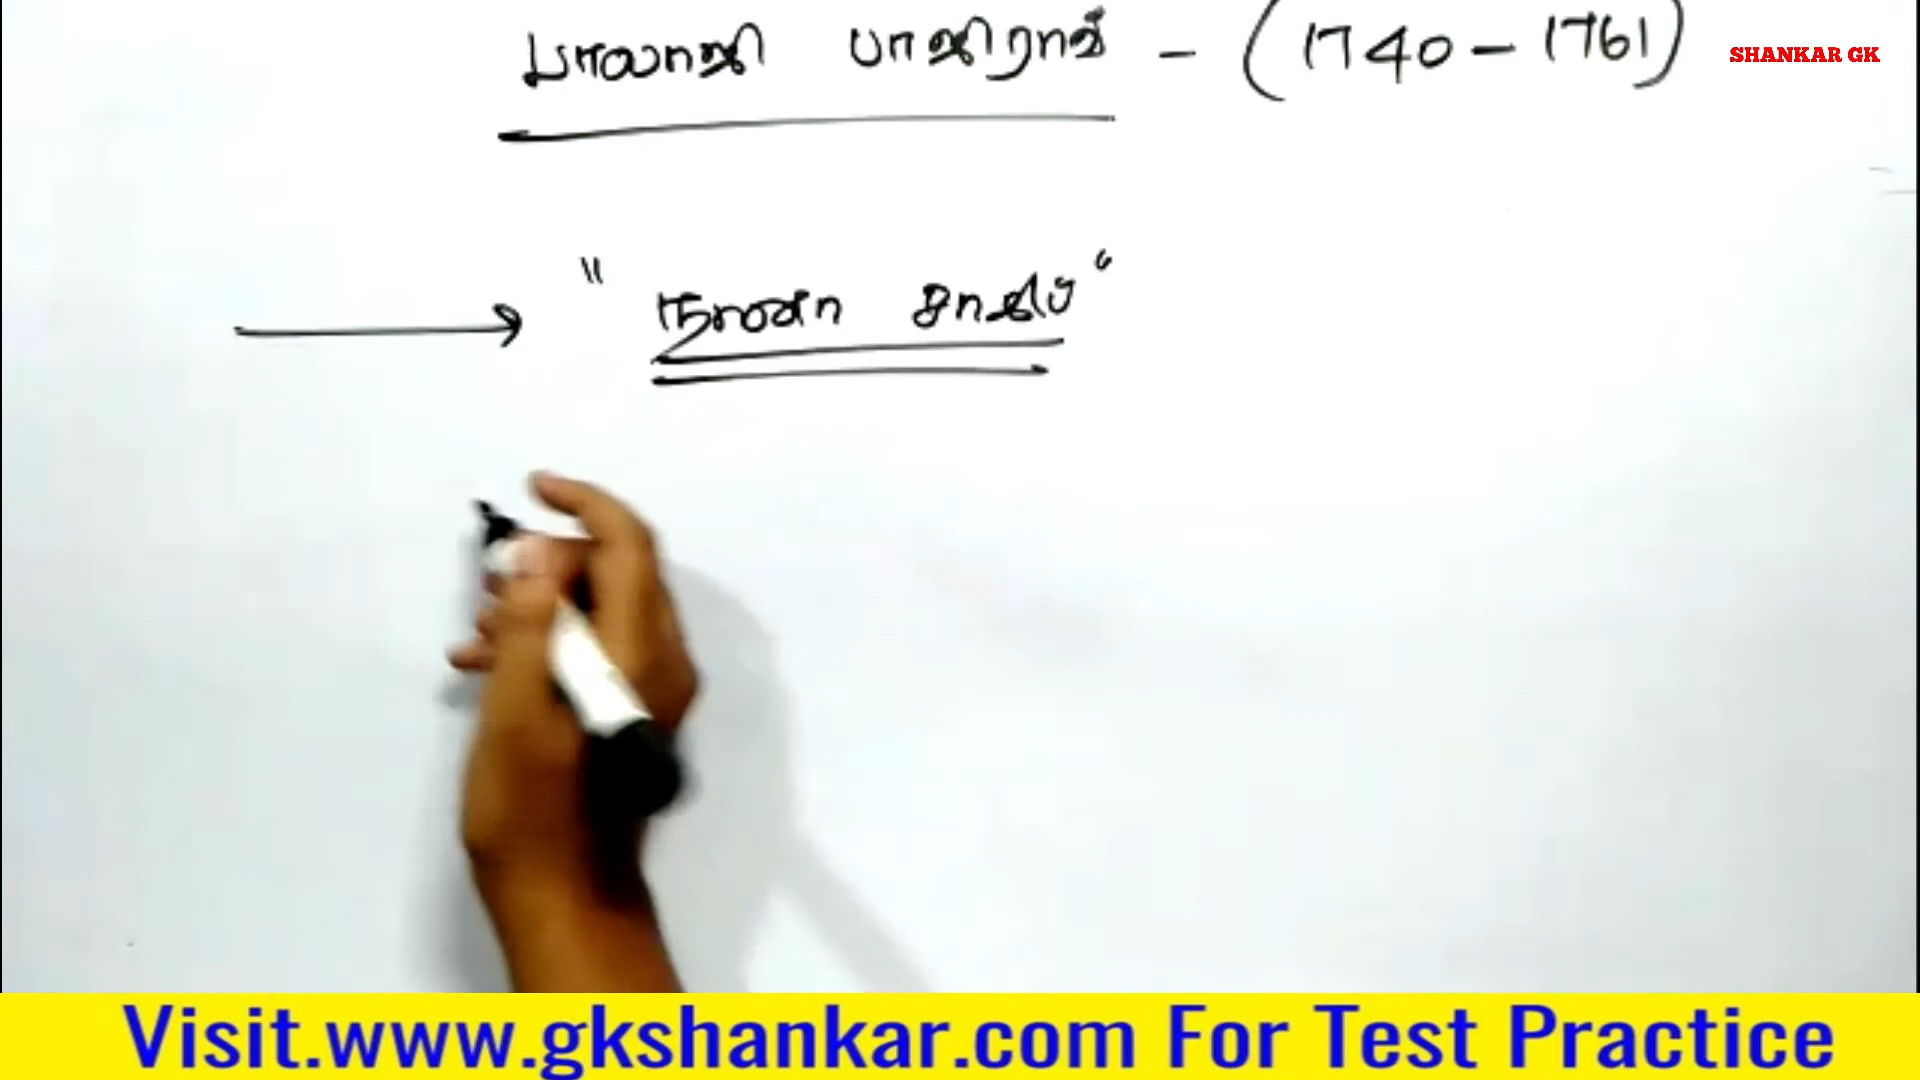 பாலாஜி பாஜிராவ் - (1740 - 1761)
SHANKAR GK
"நானா சாகிப்"
Visit.www.gkshankar.com For Test Practice